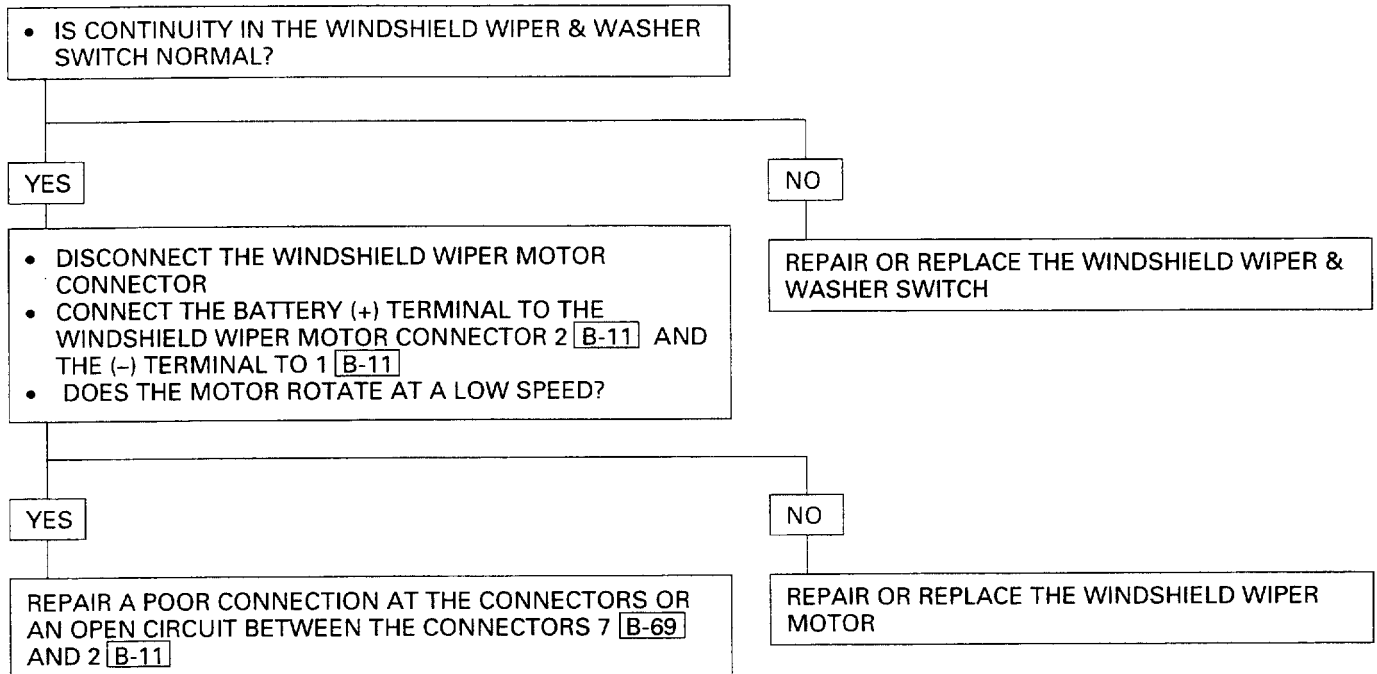 • IS CONTINUITY IN THE WINDSHIELD WIPER & WASHER
SWITCH NORMAL?
YES
NO
• DISCONNECT THE WINDSHIELD WIPER MOTOR
CONNECTOR
• CONNECT THE BATTERY (+) TERMINAL TO THE
WINDSHIELD WIPER MOTOR CONNECTOR 2 B-11 AND
THE (–) TERMINAL TO 1 B-11
• DOES THE MOTOR ROTATE AT A LOW SPEED?
REPAIR OR REPLACE THE WINDSHIELD WIPER &
WASHER SWITCH
YES
NO
REPAIR A POOR CONNECTION AT THE CONNECTORS OR
AN OPEN CIRCUIT BETWEEN THE CONNECTORS 7 B-69
AND 2 B-11
REPAIR OR REPLACE THE WINDSHIELD WIPER
MOTOR